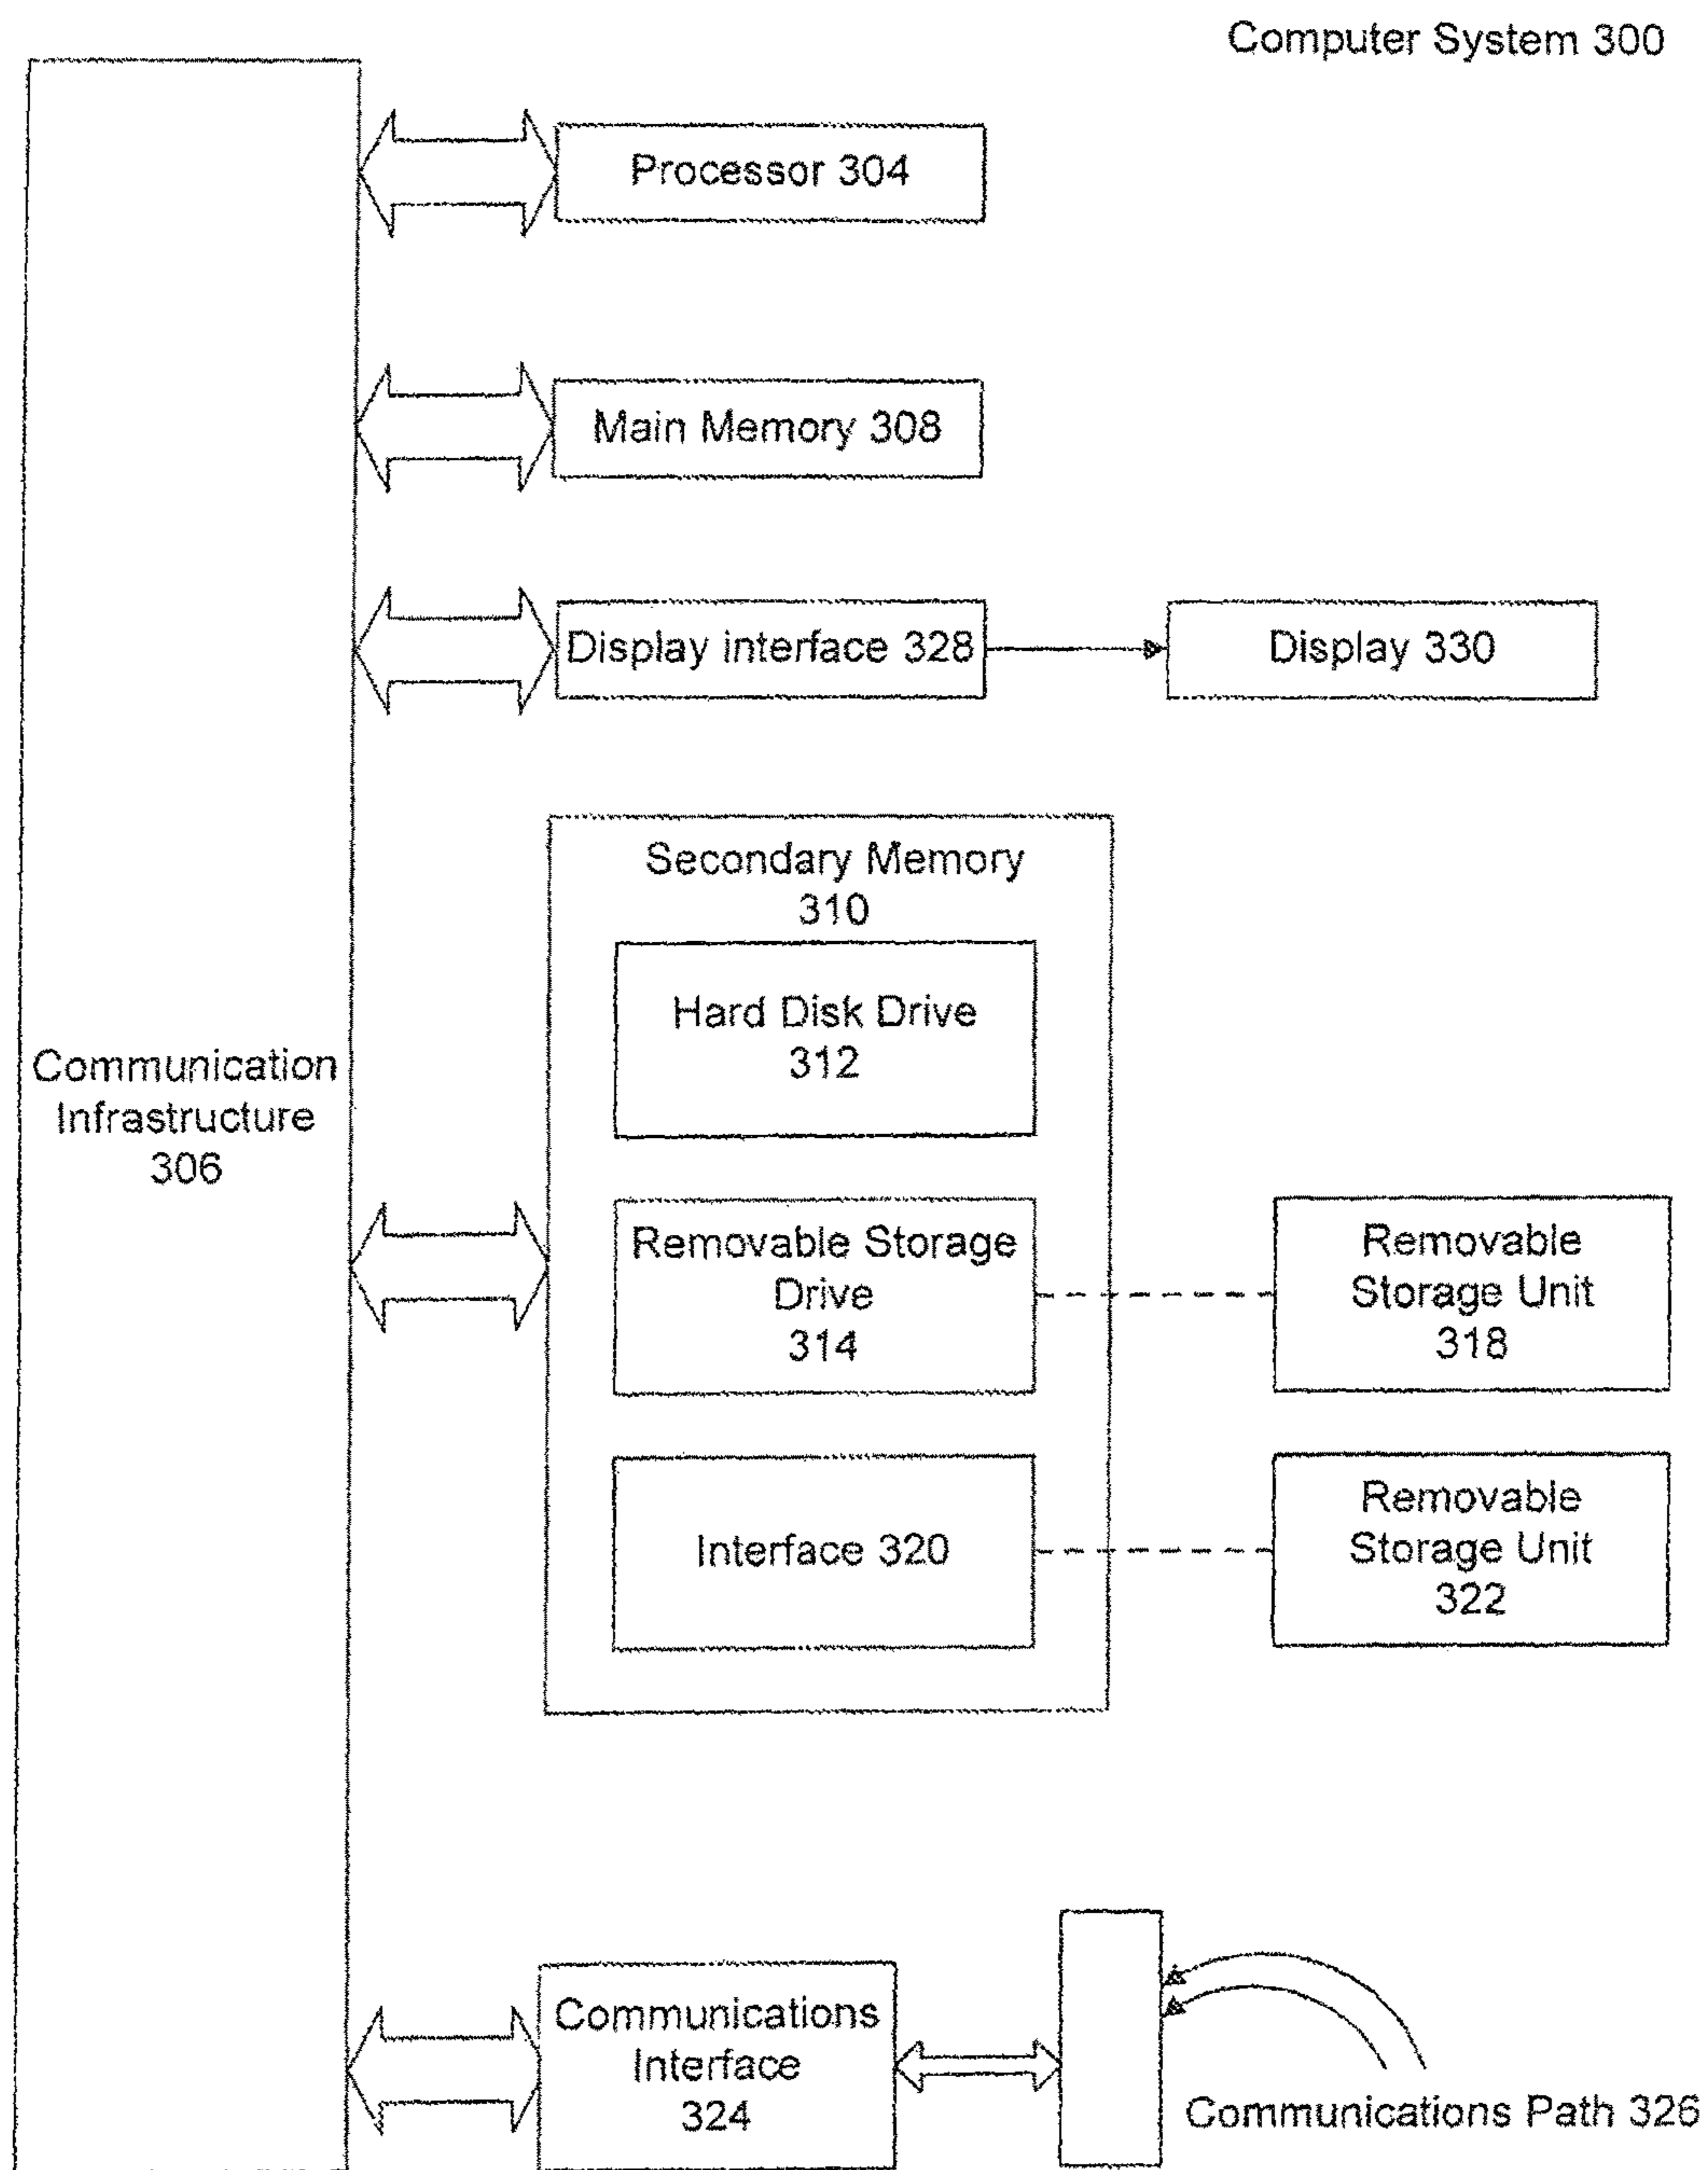 Computer System 300
Processor 304
Main Memory 308
Display interface 328
Display 330
Secondary Memory
310
Hard Disk Drive
312
Communication
Infrastructure
306
Removable Storage
Drive
314
Removable
Storage Unit
318
Interface 320
Removable
Storage Unit
322
Communications
Interface
324
Communications Path 326